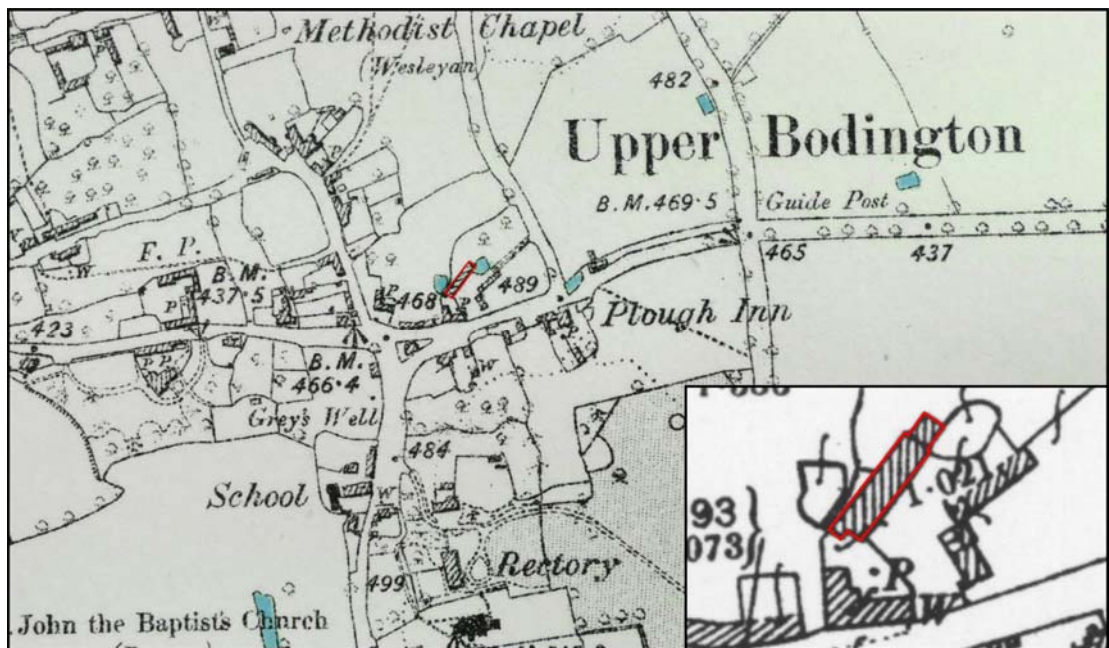 Methodist Chapel
(Wesleyan)
482
Upper Bodington
B.M. 469·5
Guide Post
F. P.
W
B. M.
437·5
P
468
P
P
489
465
437
Plough Inn
423
B. M.
466·4
P P
W
Grey's Well
484
School
W
Rectory
499
John the Baptist's Church
93
073
1·02
P
W